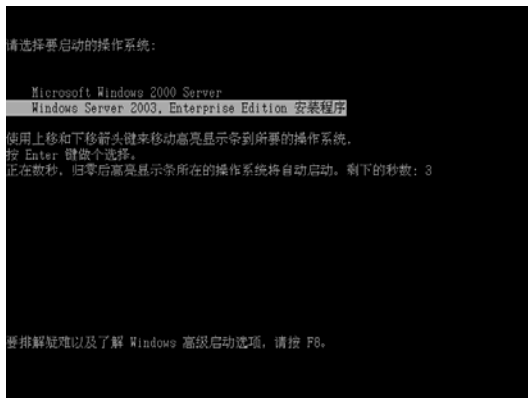 请选择要启动的操作系统:
Microsoft Windows 2000 Server
Windows Server 2003, Enterprise Edition 安装程序
使用上移和下移箭头键来移动高亮显示条到所要的操作系统,
按 Enter 键做个选择。
正在数秒, 归零后高亮显示条所在的操作系统将自动启动。剩下的秒数: 3
要排解疑难以及了解 Windows 高级启动选项, 请按 F8。